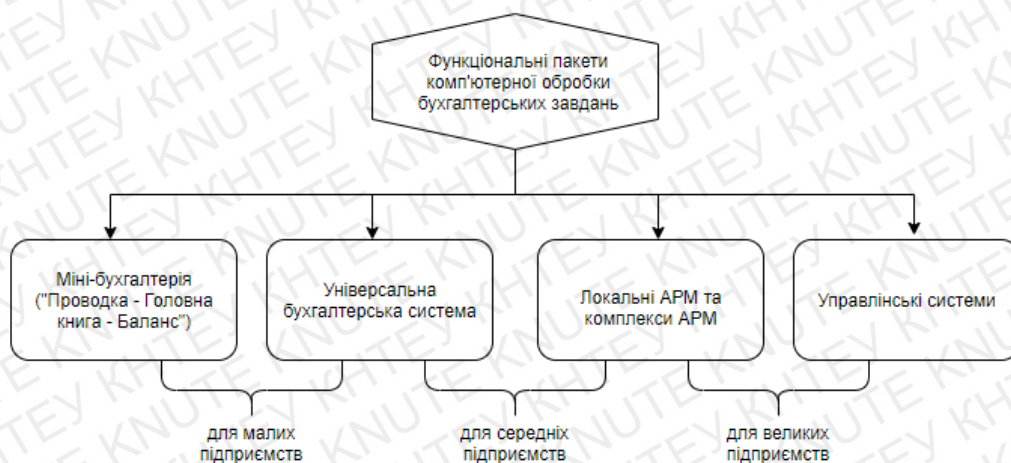 Функціональні пакети
комп'ютерної обробки
бухгалтерських завдань
Міні-бухгалтерія
("Проводка - Головна
книга - Баланс")
Універсальна
бухгалтерська система
Локальні АРМ та
комплекси АРМ
Управлінські системи
для малих
підприємств
для середніх
підприємств
для великих
підприємств